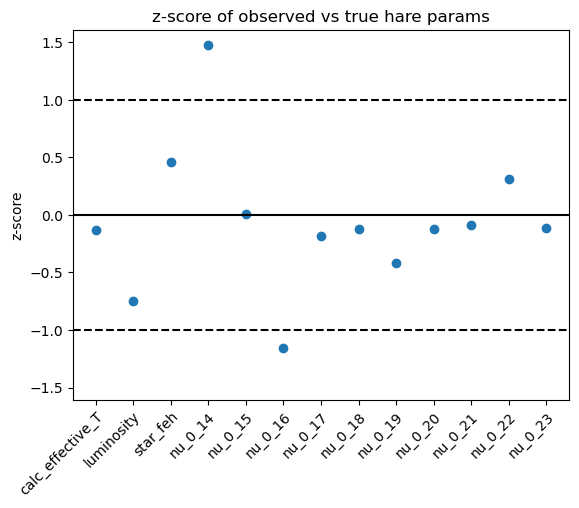 z-score of observed vs true hare params
z-score
1.5
1.0
0.5
0.0
−0.5
−1.0
−1.5
calc_effective_T
luminosity
star_feh
nu_0_14
nu_0_15
nu_0_16
nu_0_17
nu_0_18
nu_0_19
nu_0_20
nu_0_21
nu_0_22
nu_0_23